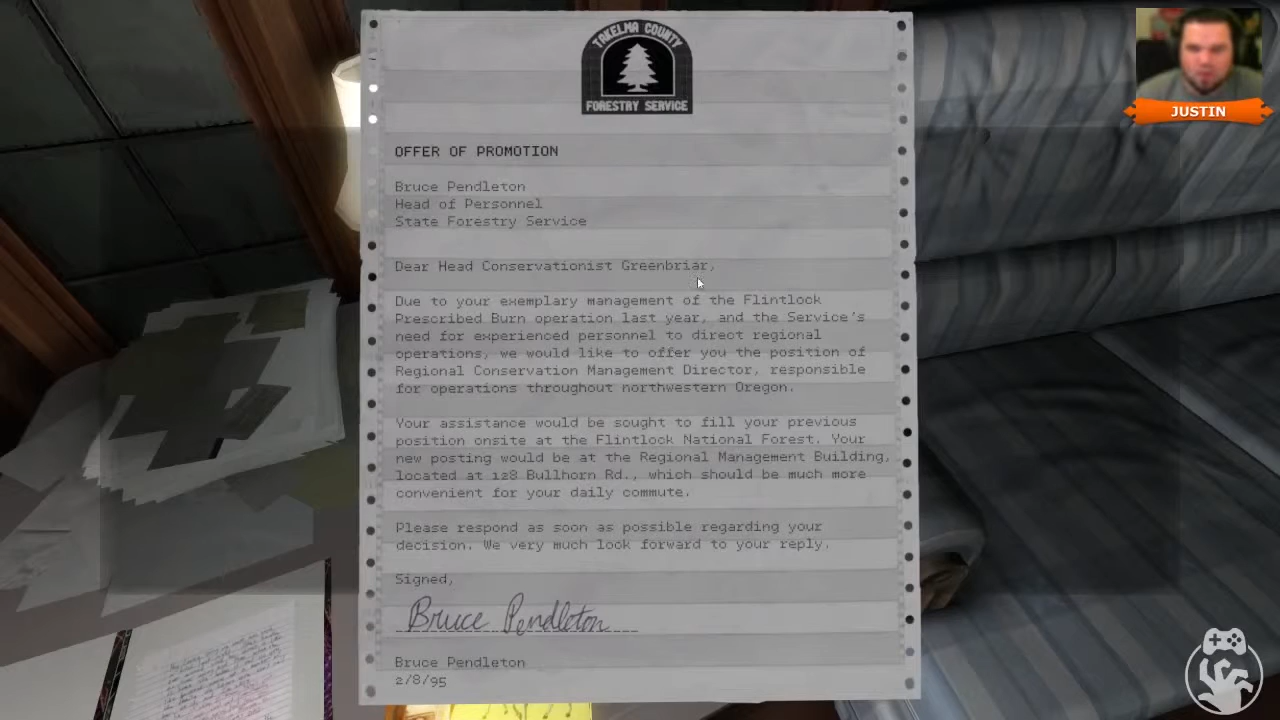 TAKELMA COUNTY
FORESTRY SERVICE
JUSTIN
OFFER OF PROMOTION
Bruce Pendleton
Head of Personnel
State Forestry Service
Dear Head Conservationist Greenbriar,
Due to your exemplary management of the Flintlock
Prescribed Burn operation last year, and the Service's
need for experienced personnel to direct regional
operations, we would like to offer you the position of
Regional Conservation Management Director, responsible
for operations throughout northwestern Oregon.
Your assistance would be sought to fill your previous
position onsite at the Flintlock National Forest. Your
new posting would be at the Regional Management Building,
located at 128 Bullhorn Rd., which should be much more
convenient for your daily commute.
Please respond as soon as possible regarding your
decision. We very much look forward to your reply.
Signed,
Bruce Pendleton
Bruce Pendleton
2/8/95